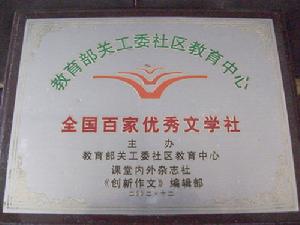 教育部关工委社区教育中心
全国百家优秀文学社
主办
教育部关工委社区教育中心
课堂内外杂志社
《创新作文》编辑部